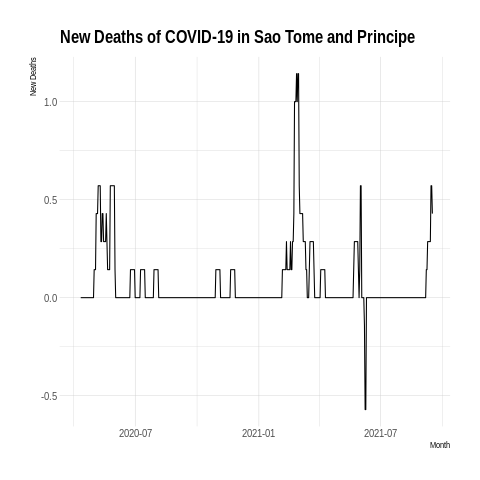 New Deaths of COVID-19 in Sao Tome and Principe
New Deaths
1.0
0.5
0.0
-0.5
2020-07 2021-01 2021-07
Month